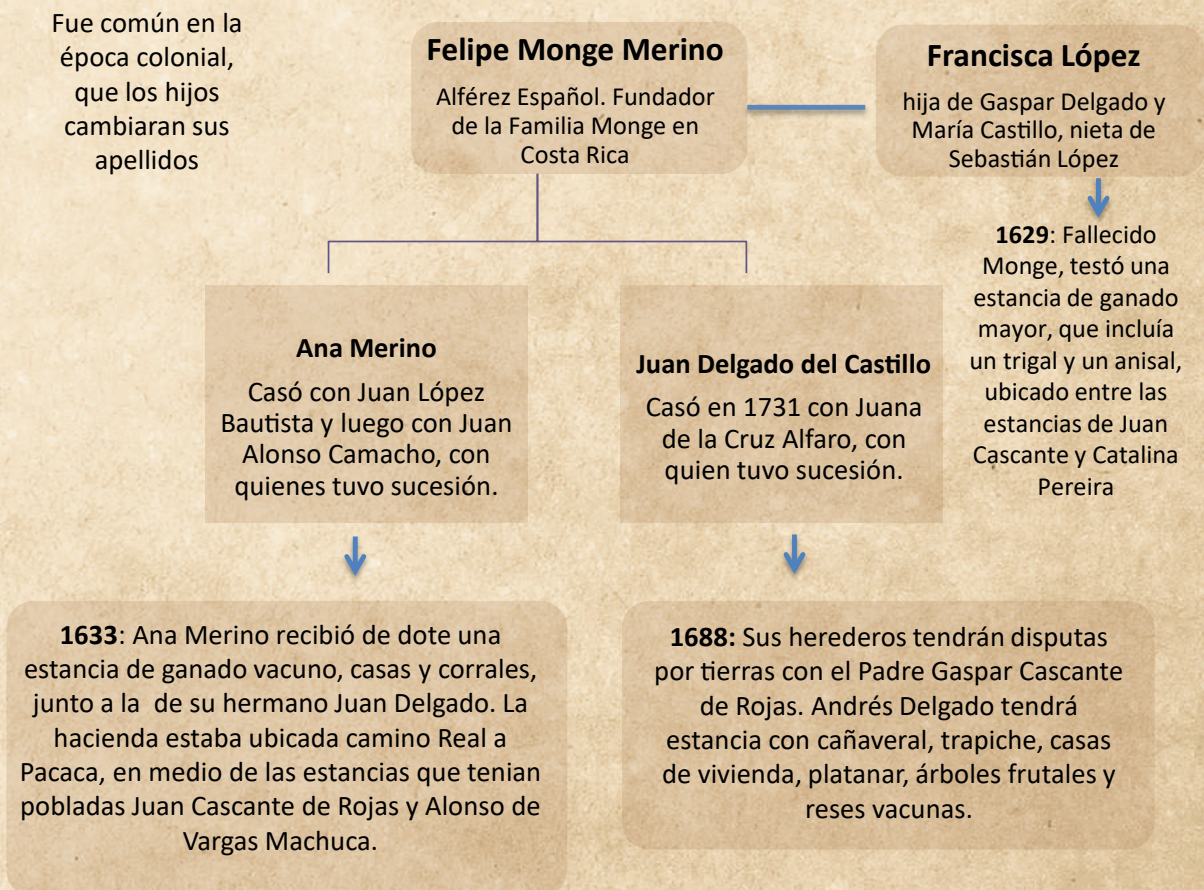 Fue común en la
época colonial,
que los hijos
cambiaran sus
apellidos
Felipe Monge Merino
Alférez Español. Fundador
de la Familia Monge en
Costa Rica
Francisca López
hija de Gaspar Delgado y
María Castillo, nieta de
Sebastián López
1629: Fallecido
Monge, testó una
estancia de ganado
mayor, que incluía
un trigal y un anisal,
ubicado entre las
estancias de Juan
Cascante y Catalina
Pereira
Ana Merino
Casó con Juan López
Bautista y luego con Juan
Alonso Camacho, con
quienes tuvo sucesión.
Juan Delgado del Castillo
Casó en 1731 con Juana
de la Cruz Alfaro, con
quien tuvo sucesión.
1633: Ana Merino recibió de dote una
estancia de ganado vacuno, casas y corrales,
junto a la de su hermano Juan Delgado. La
hacienda estaba ubicada camino Real a
Pacaca, en medio de las estancias que tenian
pobladas Juan Cascante de Rojas y Alonso de
Vargas Machuca.
1688: Sus herederos tendrán disputas
por tierras con el Padre Gaspar Cascante
de Rojas. Andrés Delgado tendrá
estancia con cañaveral, trapiche, casas
de vivienda, platanar, árboles frutales y
reses vacunas.